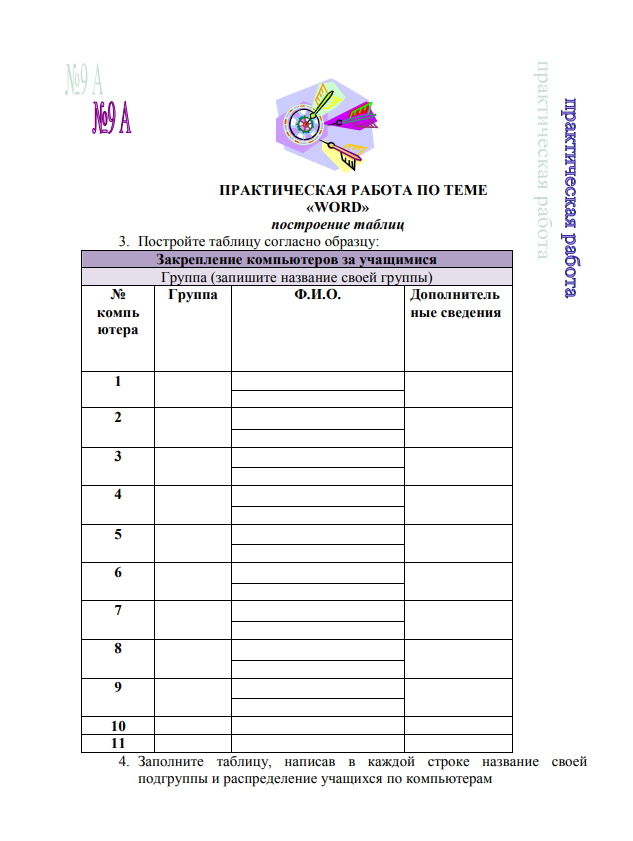 №9 А
№9 А
практическая работа
практическая работа
ПРАКТИЧЕСКАЯ РАБОТА ПО ТЕМЕ
«WORD»
построение таблиц
3. Постройте таблицу согласно образцу:
Закрепление компьютеров за учащимися
Группа (запишите название своей группы)
№
компь
ютера
Группа
Ф.И.О.
Дополнитель
ные сведения
1
2
3
4
5
6
7
8
9
10
11
4. Заполните таблицу, написав в каждой строке название своей
подгруппы и распределение учащихся по компьютерам